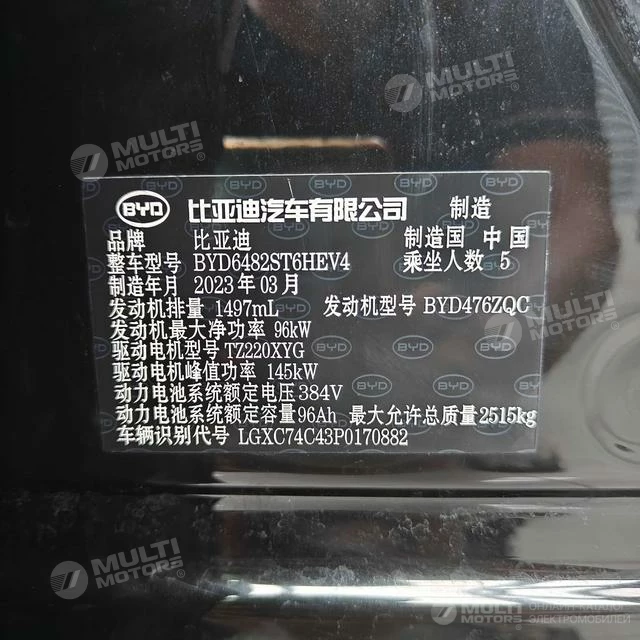 BYD 比亚迪汽车有限公司 制造
品牌 比亚迪 制造国 中国
整车型号 BYD6482ST6HEV4 乘坐人数 5
制造年月 2023年03月
发动机排量 1497mL 发动机型号 BYD476ZQC
发动机最大净功率 96kW
驱动电机型号 TZ220XYG
驱动电机峰值功率 145kW
动力电池系统额定电压 384V
动力电池系统额定容量96Ah 最大允许总质量2515kg
车辆识别代号 LGXC74C43P0170882
MULTI MOTORS
MULTI MOTORS
MULTI MOTORS
MULTI MOTORS
ЭЛЕКТРОМОБИЛЕЙ